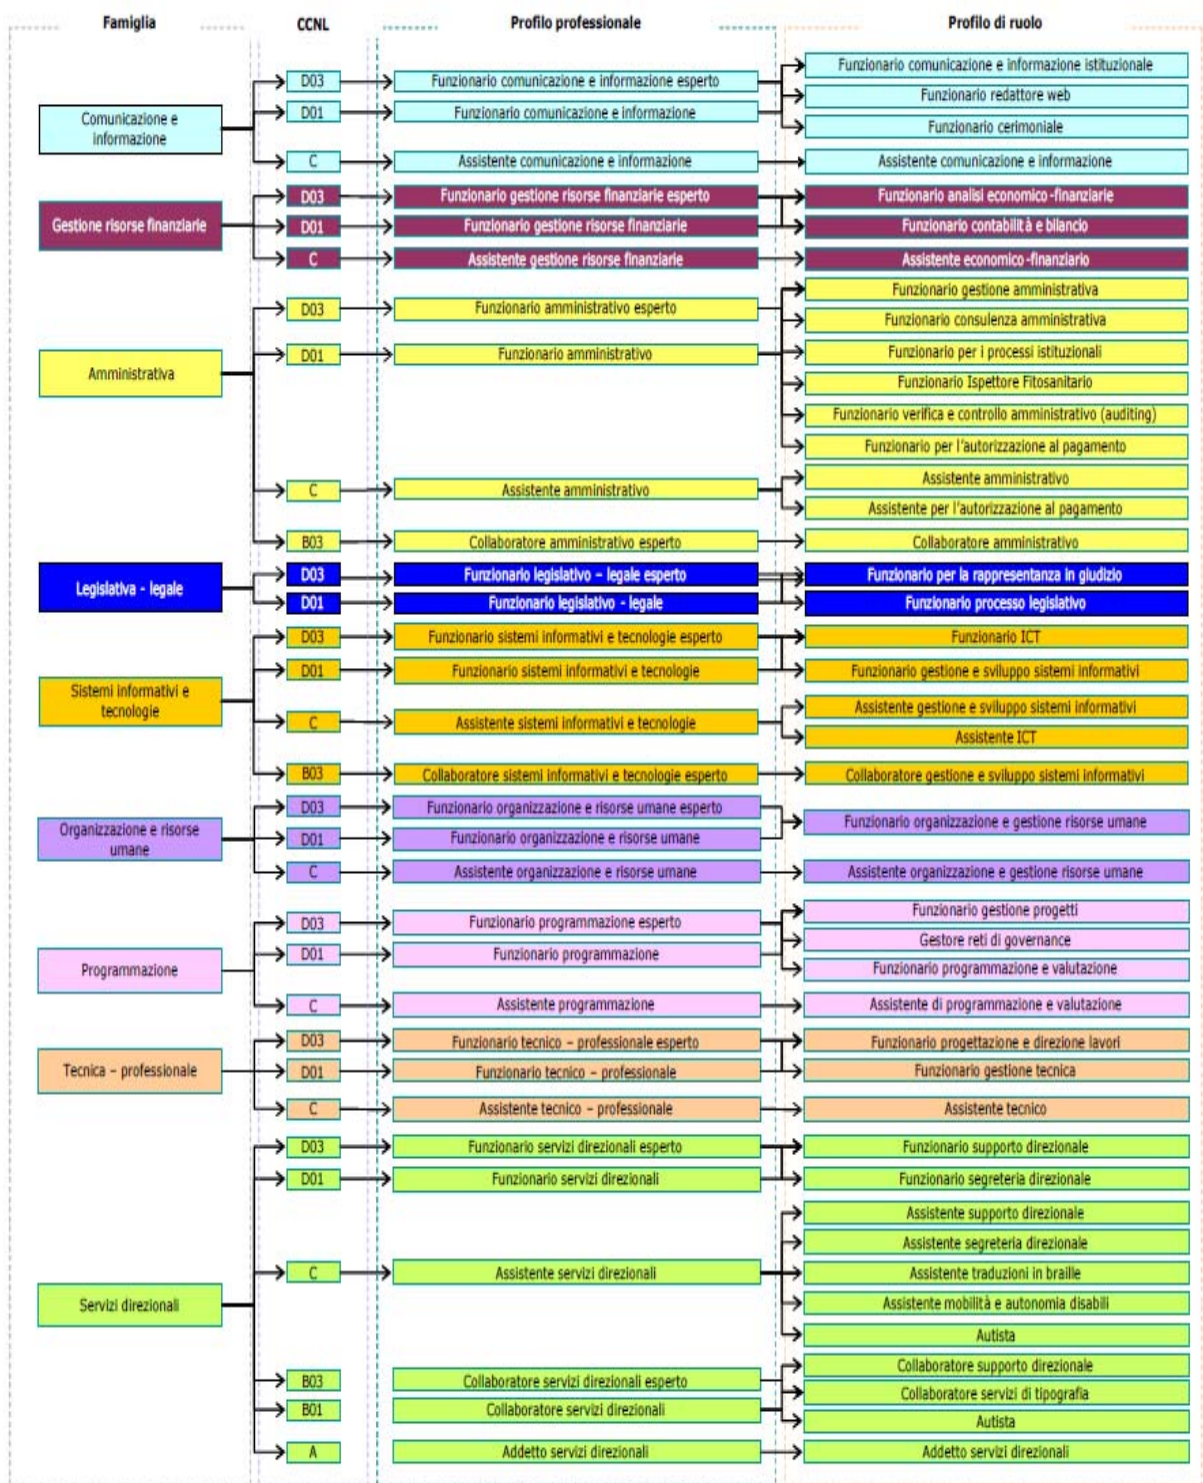 Famiglia
CCNL
Profilo professionale
Profilo di ruolo
Comunicazione e
informazione
D03
Funzionario comunicazione e informazione esperto
D01
Funzionario comunicazione e informazione
C
Assistente comunicazione e informazione
Funzionario comunicazione e informazione istituzionale
Funzionario redattore web
Funzionario cerimoniale
Assistente comunicazione e informazione
Gestione risorse finanziarie
D03
Funzionario gestione risorse finanziarie esperto
D01
Funzionario gestione risorse finanziarie
C
Assistente gestione risorse finanziarie
Funzionario analisi economico-finanziarie
Funzionario contabilità e bilancio
Assistente economico-finanziario
Amministrativa
D03
Funzionario amministrativo esperto
D01
Funzionario amministrativo
C
Assistente amministrativo
B03
Collaboratore amministrativo esperto
Funzionario gestione amministrativa
Funzionario consulenza amministrativa
Funzionario per i processi istituzionali
Funzionario Ispettore Fitosanitario
Funzionario verifica e controllo amministrativo (auditing)
Funzionario per l'autorizzazione al pagamento
Assistente amministrativo
Assistente per l'autorizzazione al pagamento
Collaboratore amministrativo
Legislativa - legale
D03
Funzionario legislativo – legale esperto
D01
Funzionario legislativo - legale
Funzionario per la rappresentanza in giudizio
Funzionario processo legislativo
Sistemi informativi e
tecnologie
D03
Funzionario sistemi informativi e tecnologie esperto
D01
Funzionario sistemi informativi e tecnologie
C
Assistente sistemi informativi e tecnologie
B03
Collaboratore sistemi informativi e tecnologie esperto
Funzionario ICT
Funzionario gestione e sviluppo sistemi informativi
Assistente gestione e sviluppo sistemi informativi
Assistente ICT
Collaboratore gestione e sviluppo sistemi informativi
Organizzazione e risorse
umane
D03
Funzionario organizzazione e risorse umane esperto
D01
Funzionario organizzazione e risorse umane
C
Assistente organizzazione e risorse umane
Funzionario organizzazione e gestione risorse umane
Assistente organizzazione e gestione risorse umane
Programmazione
D03
Funzionario programmazione esperto
D01
Funzionario programmazione
C
Assistente programmazione
Funzionario gestione progetti
Gestore reti di governance
Funzionario programmazione e valutazione
Assistente di programmazione e valutazione
Tecnica – professionale
D03
Funzionario tecnico – professionale esperto
D01
Funzionario tecnico – professionale
C
Assistente tecnico – professionale
Funzionario progettazione e direzione lavori
Funzionario gestione tecnica
Assistente tecnico
Servizi direzionali
D03
Funzionario servizi direzionali esperto
D01
Funzionario servizi direzionali
C
Assistente servizi direzionali
B03
Collaboratore servizi direzionali esperto
B01
Collaboratore servizi direzionali
A
Addetto servizi direzionali
Funzionario supporto direzionale
Funzionario segreteria direzionale
Assistente supporto direzionale
Assistente segreteria direzionale
Assistente traduzioni in braille
Assistente mobilità e autonomia disabili
Autista
Collaboratore supporto direzionale
Collaboratore servizi di tipografia
Autista
Addetto servizi direzionali